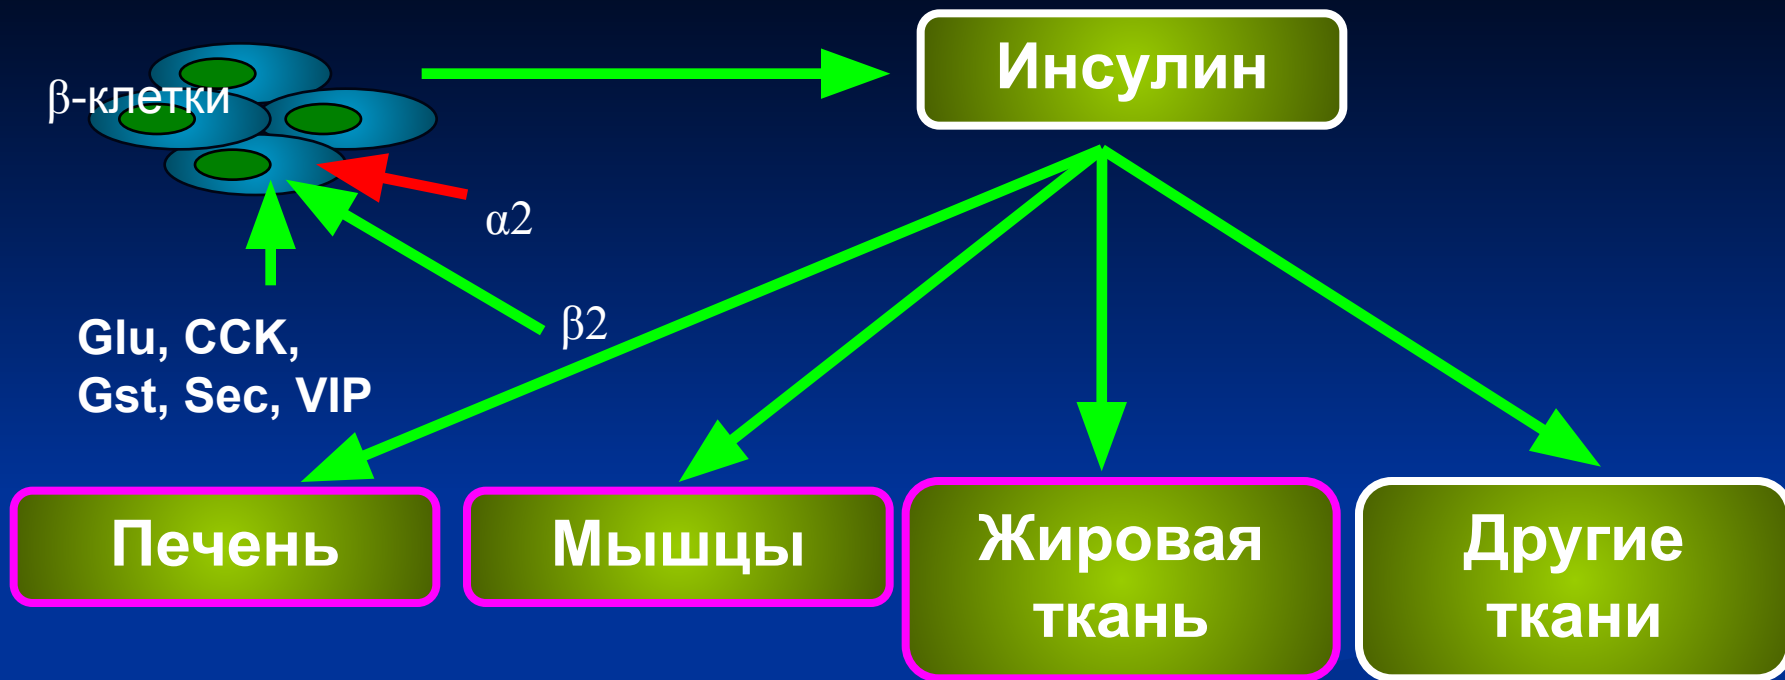 Инсулин
β-клетки
α2
β2
Glu, CCK,
Gst, Sec, VIP
Печень
Мышцы
Жировая
ткань
Другие
ткани